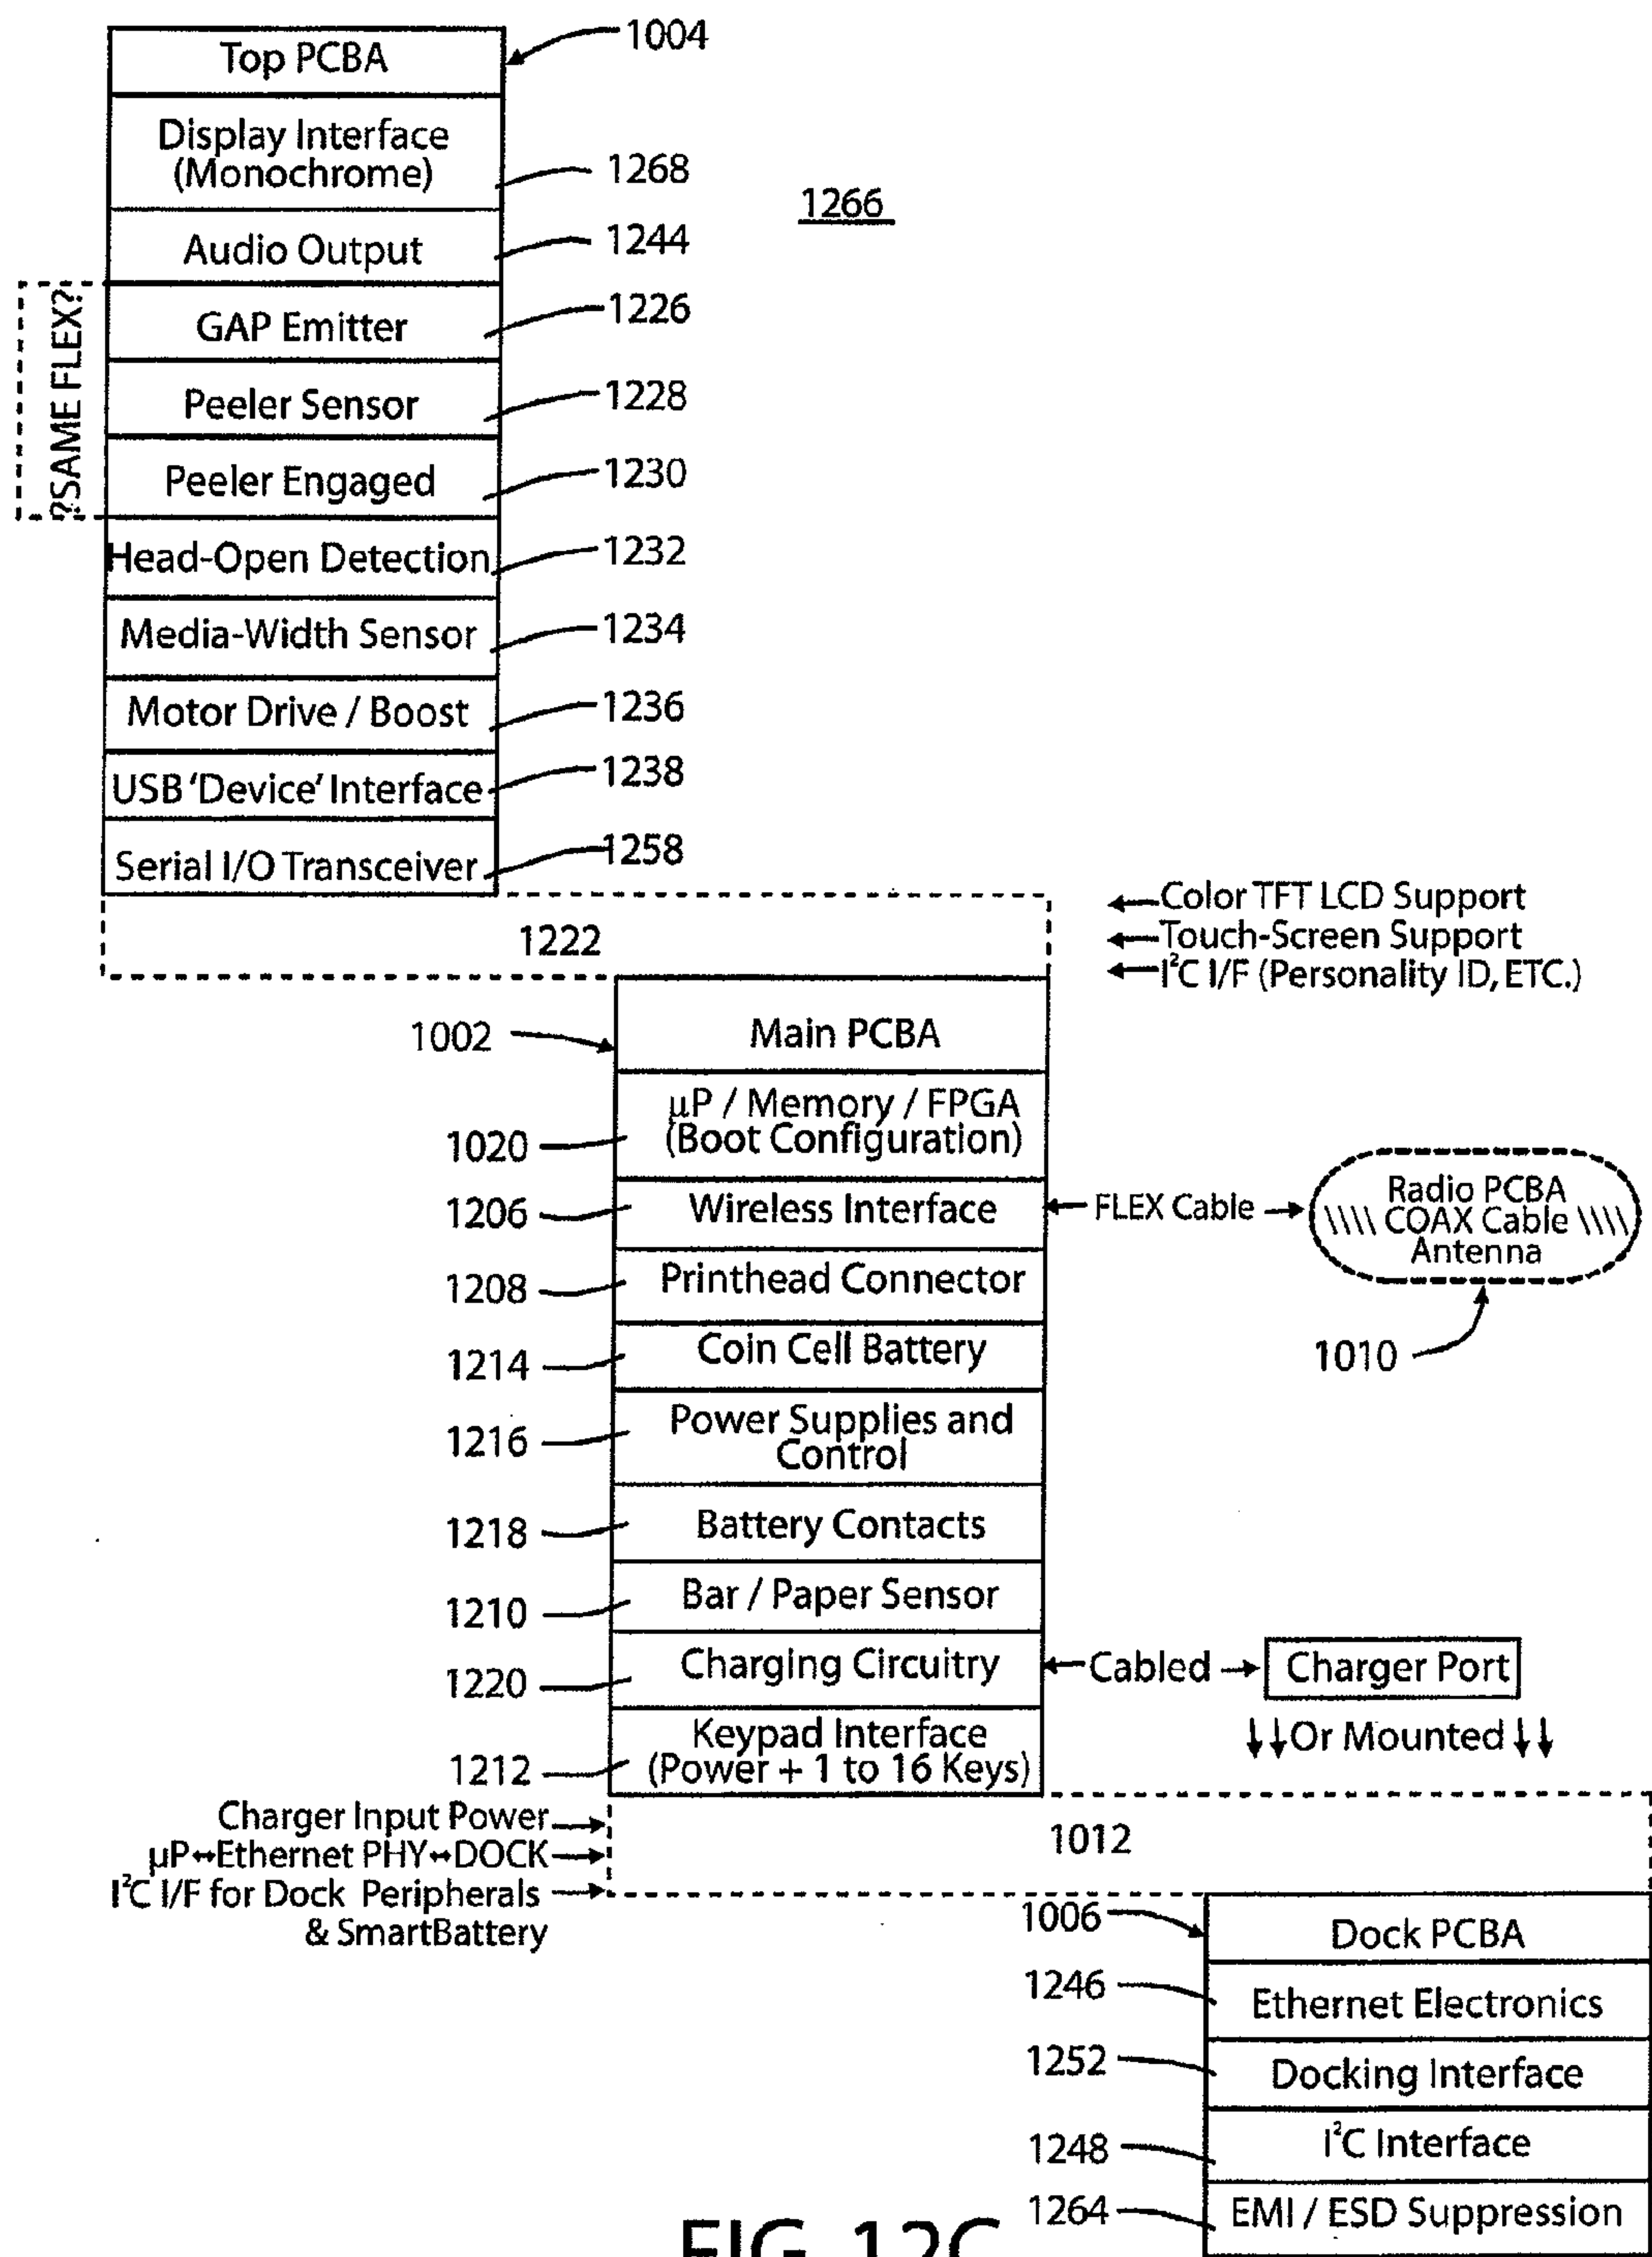 Top PCBA
1004
Display Interface
(Monochrome)
1268
1266
Audio Output
1244
?SAME FLEX?
GAP Emitter
1226
Peeler Sensor
1228
Peeler Engaged
1230
Head-Open Detection
1232
Media-Width Sensor
1234
Motor Drive / Boost
1236
USB 'Device' Interface
1238
Serial I/O Transceiver
1258
1222
Color TFT LCD Support
Touch-Screen Support
I²C I/F (Personality ID, ETC.)
1002
Main PCBA
1020
µP / Memory / FPGA
(Boot Configuration)
1206
Wireless Interface
FLEX Cable
Radio PCBA
\\\\ COAX Cable \\\\
Antenna
1010
1208
Printhead Connector
1214
Coin Cell Battery
1216
Power Supplies and
Control
1218
Battery Contacts
1210
Bar / Paper Sensor
1220
Charging Circuitry
Cabled
Charger Port
↓↓Or Mounted↓↓
1212
Keypad Interface
(Power + 1 to 16 Keys)
Charger Input Power
µP↔Ethernet PHY↔DOCK
I²C I/F for Dock Peripherals
& SmartBattery
1012
1006
Dock PCBA
1246
Ethernet Electronics
1252
Docking Interface
1248
I²C Interface
1264
EMI / ESD Suppression
FIG. 12C